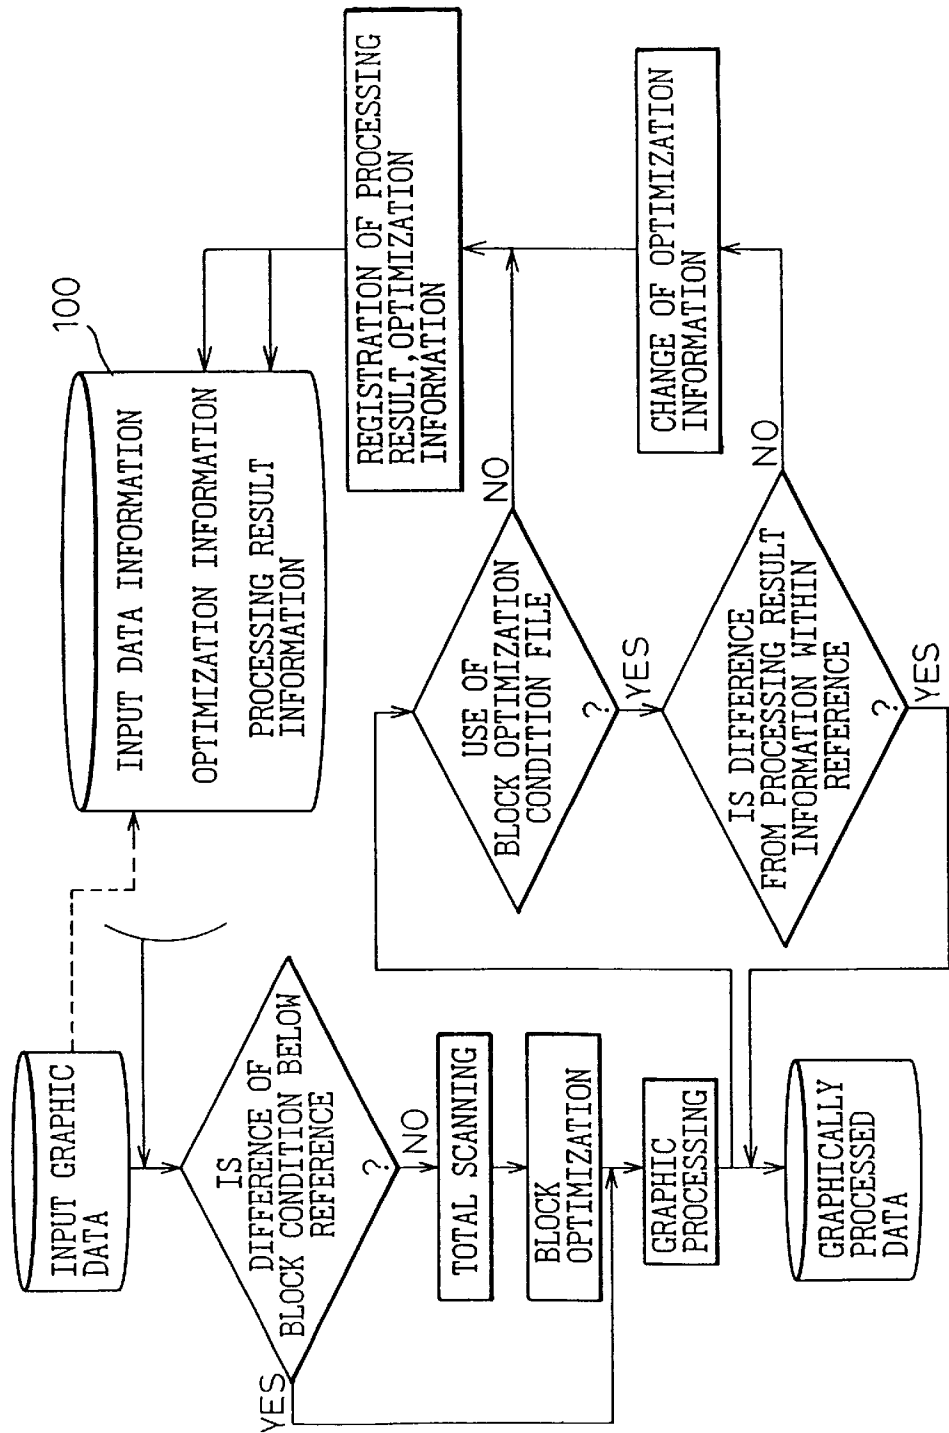 INPUT GRAPHIC
DATA
IS
DIFFERENCE OF
BLOCK CONDITION BELOW
REFERENCE
?
YES
NO
TOTAL SCANNING
BLOCK
OPTIMIZATION
GRAPHIC
PROCESSING
GRAPHICALLY
PROCESSED
DATA
100
INPUT DATA INFORMATION
OPTIMIZATION INFORMATION
PROCESSING RESULT
INFORMATION
REGISTRATION OF PROCESSING
RESULT,OPTIMIZATION
INFORMATION
USE OF
BLOCK OPTIMIZATION
CONDITION FILE
?
NO
YES
CHANGE OF OPTIMIZATION
INFORMATION
IS DIFFERENCE
FROM PROCESSING RESULT
INFORMATION WITHIN
REFERENCE
?
NO
YES